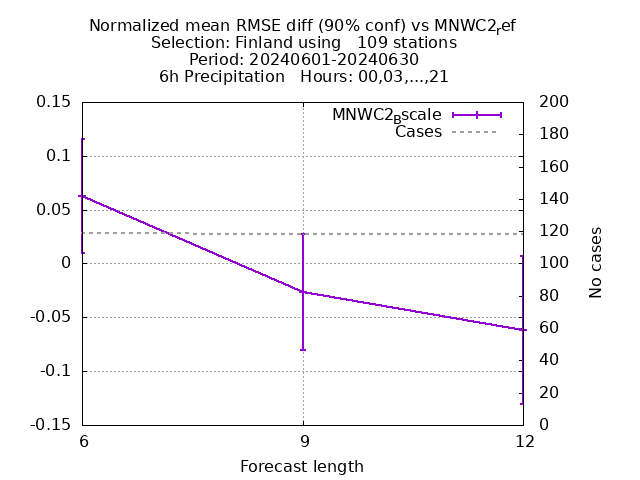 Normalized mean RMSE diff (90% conf) vs MNWC2ref
Selection: Finland using   109 stations
Period: 20240601-20240630
6h Precipitation   Hours: 00,03,...,21
MNWC2Bscale
Cases
0.15
0.1
0.05
0
-0.05
-0.1
-0.15
200
180
160
140
120
100
80
60
40
20
0
No cases
6
9
12
Forecast length